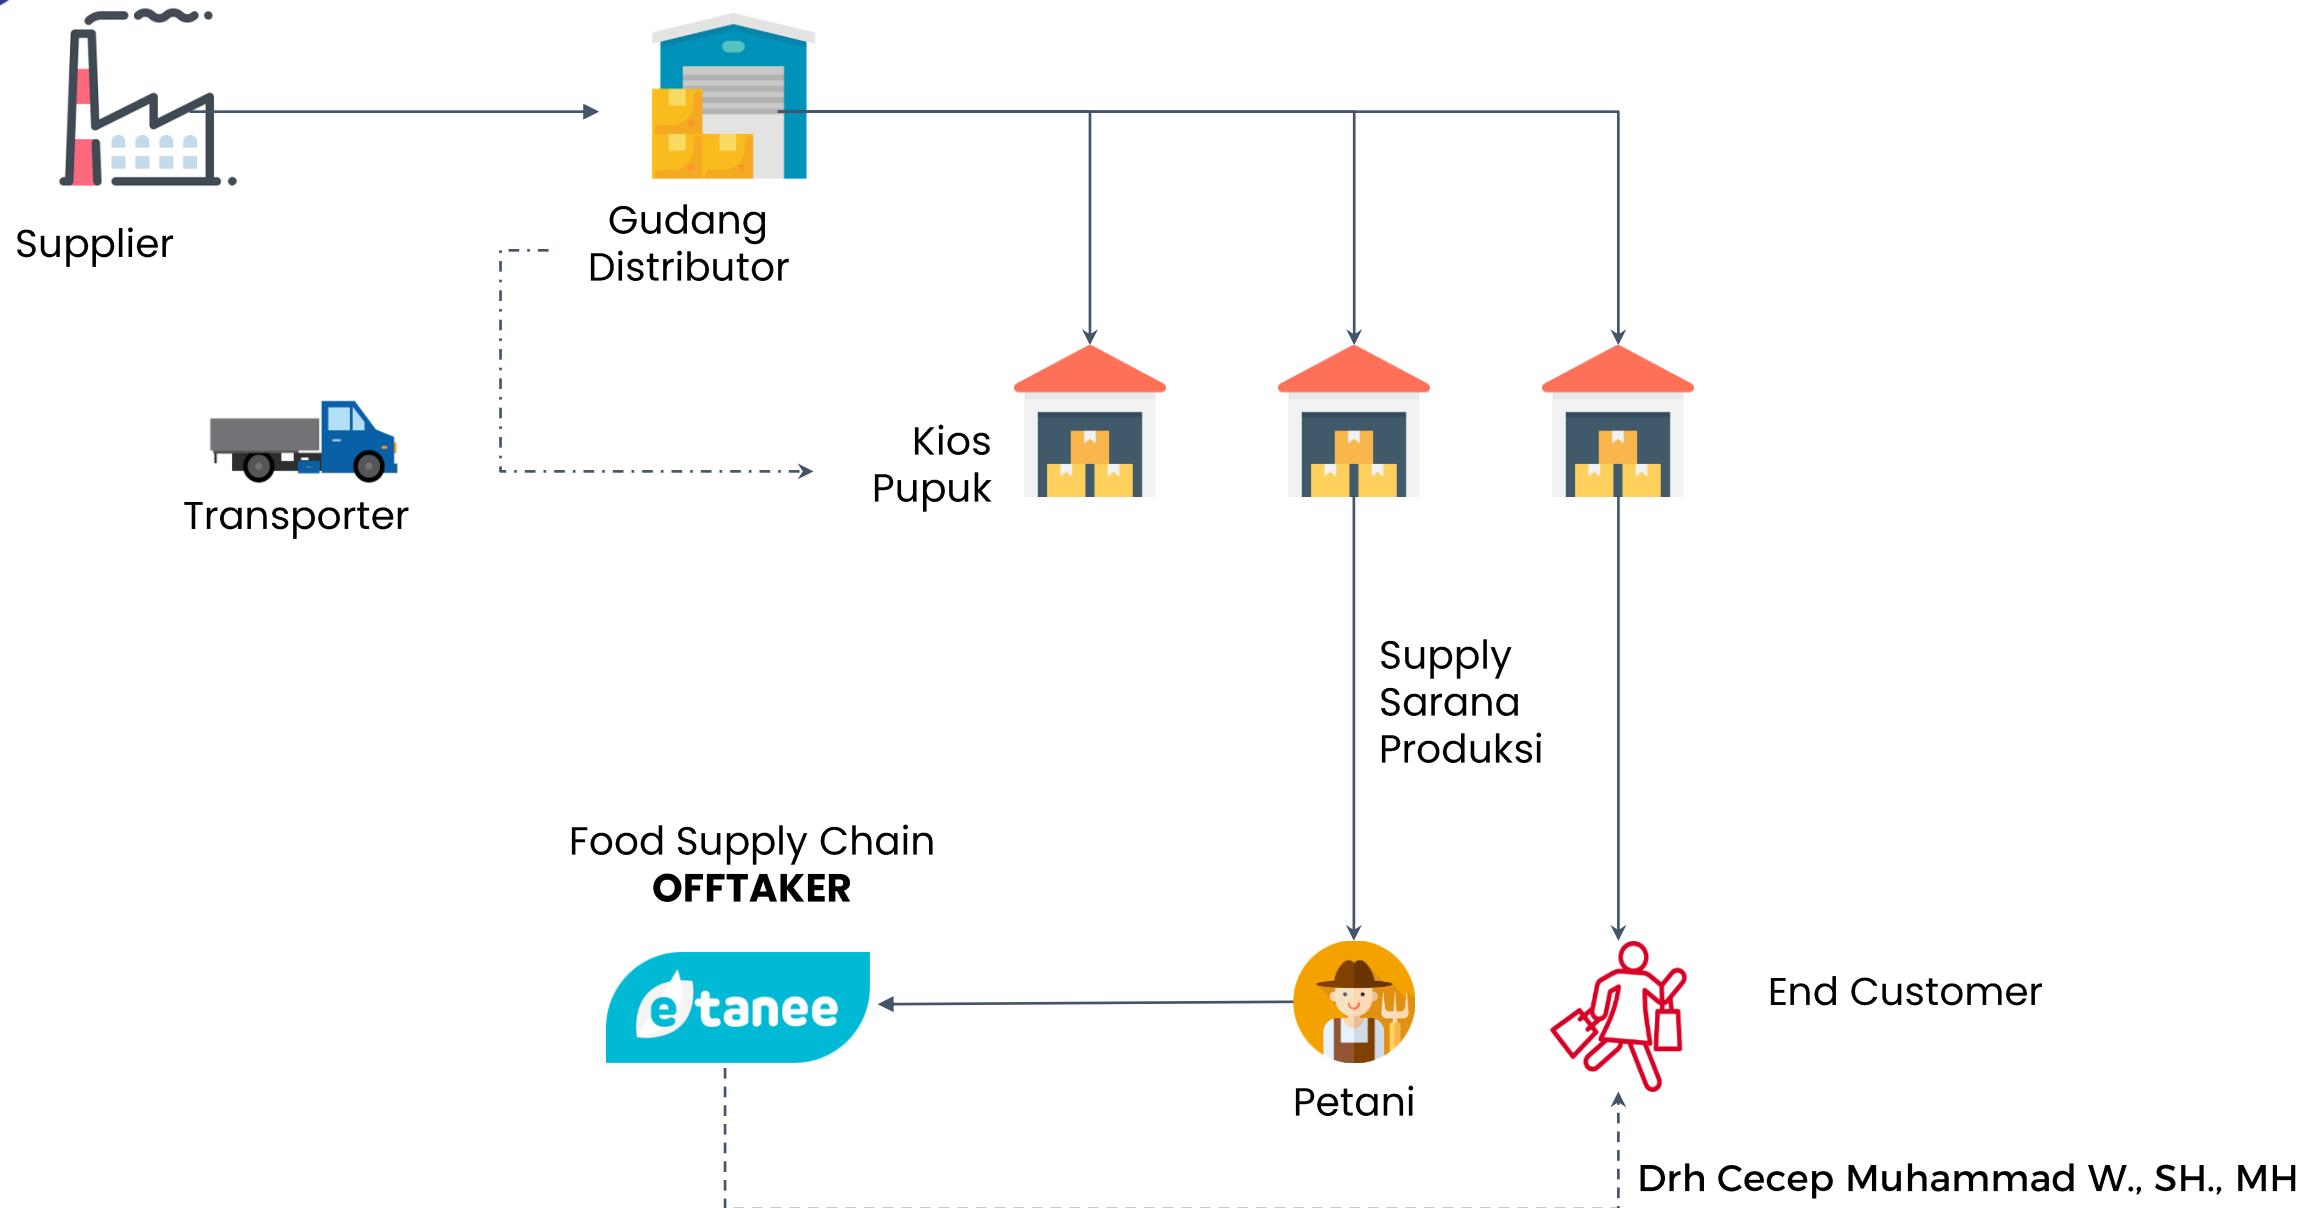 Supplier
Gudang
Distributor
Kios
Pupuk
Transporter
Supply
Sarana
Produksi
Food Supply Chain
OFFTAKER
etanee
End Customer
Petani
Drh Cecep Muhammad W., SH., MH